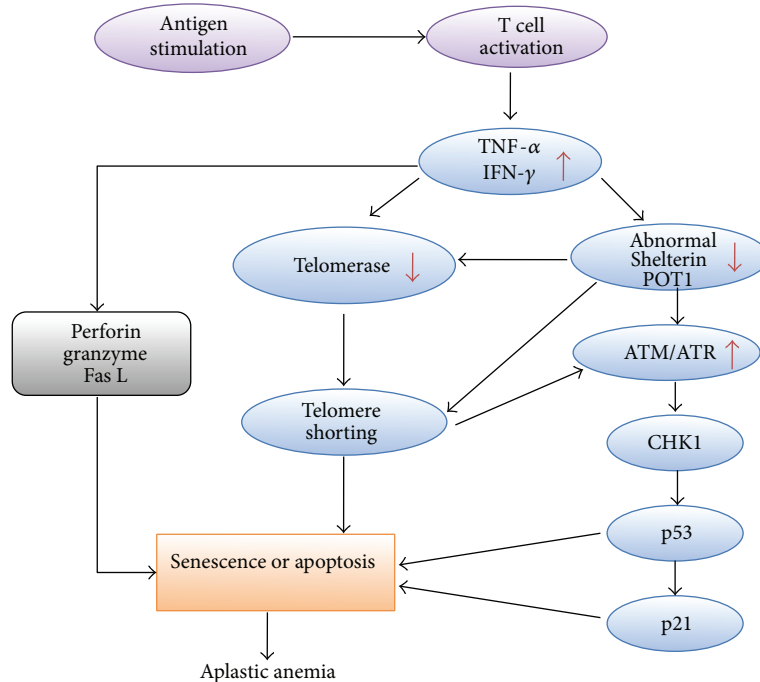 Antigen
stimulation
T cell
activation
TNF-α
IFN-γ
Telomerase
Abnormal
Shelterin
POT1
Perforin
granzyme
Fas L
ATM/ATR
Telomere
shorting
CHK1
p53
Senescence or apoptosis
p21
Aplastic anemia